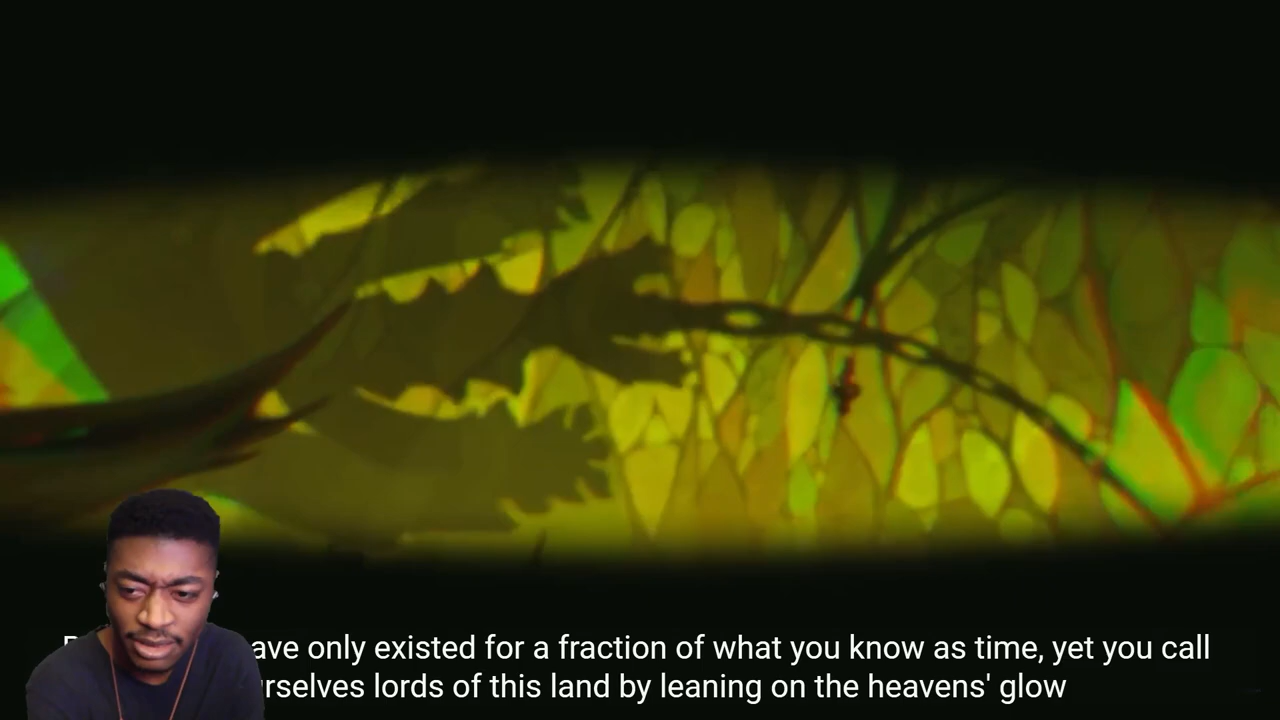 ave only existed for a fraction of what you know as time, yet you call
urselves lords of this land by leaning on the heavens' glow